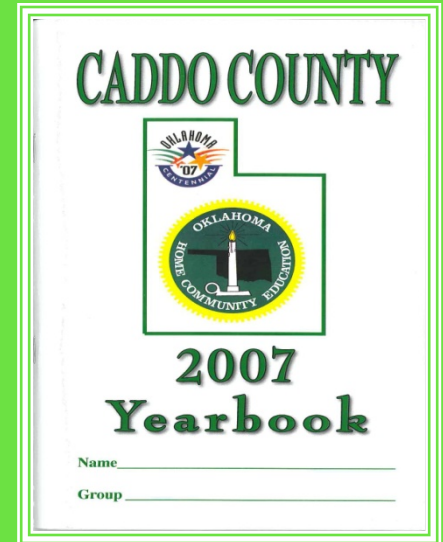 CADDO COUNTY
OKLAHOMA
'07
CENTENNIAL
OKLAHOMA
HOME COMMUNITY EDUCATION
2007
Yearbook
Name
Group